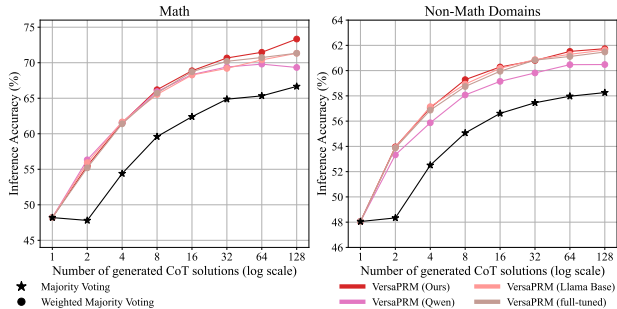 Math
Inference Accuracy (%)
75
70
65
60
55
50
45
1 2 4 8 16 32 64 128
Number of generated CoT solutions (log scale)
Non-Math Domains
Inference Accuracy (%)
64
62
60
58
56
54
52
50
48
46
1 2 4 8 16 32 64 128
Number of generated CoT solutions (log scale)
Majority Voting
Weighted Majority Voting
VersaPRM (Ours)
VersaPRM (Qwen)
VersaPRM (Llama Base)
VersaPRM (full-tuned)